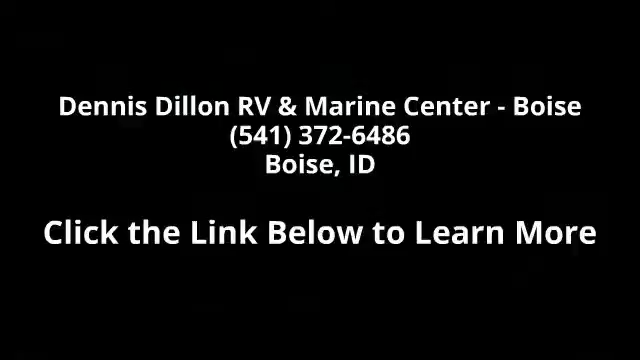 Dennis Dillon RV & Marine Center - Boise
(541) 372-6486
Boise, ID
Click the Link Below to Learn More